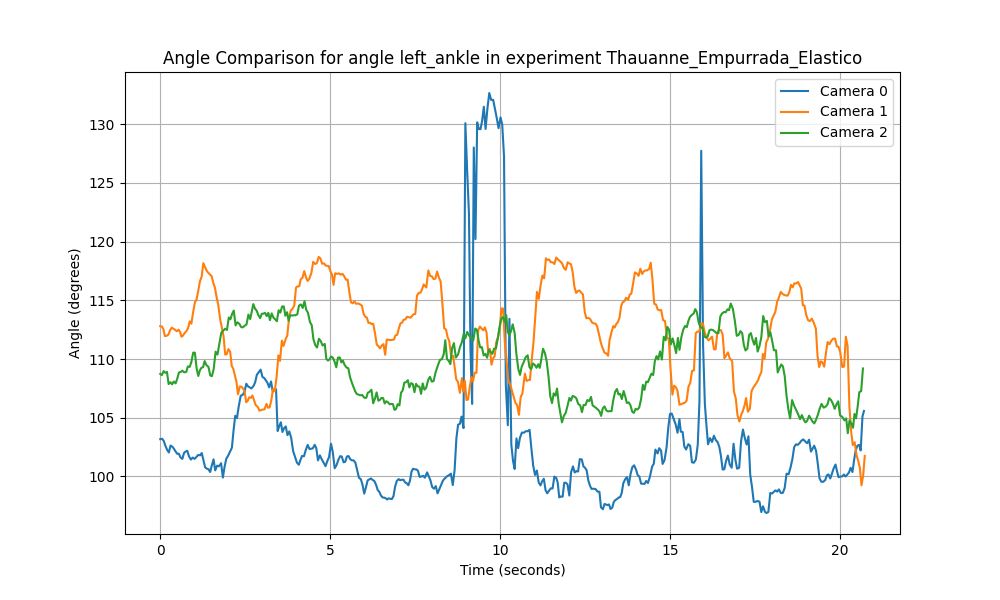 Angle Comparison for angle left_ankle in experiment Thauanne_Empurrada_Elastico
Camera 0
Camera 1
Camera 2
Angle (degrees)
130
125
120
115
110
105
100
0 5 10 15 20
Time (seconds)